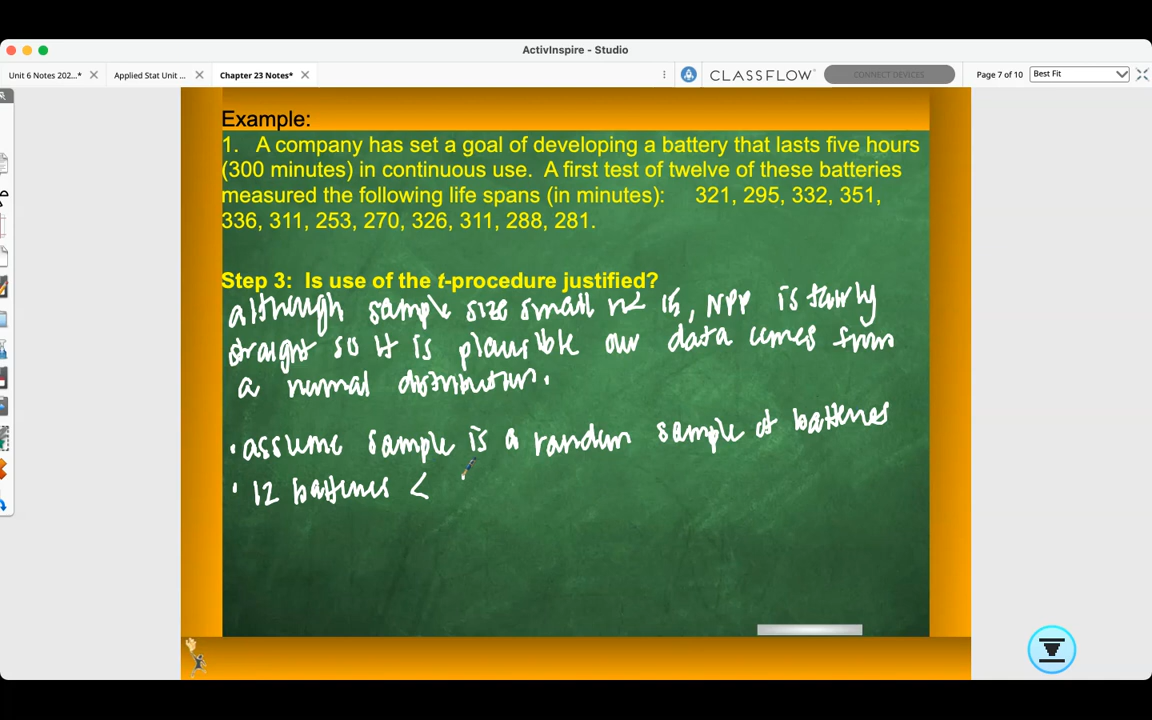 ActivInspire - Studio
Unit 6 Notes 202...*
Applied Stat Unit ...
Chapter 23 Notes*
CLASSFLOW
CONNECT DEVICES
Page 7 of 10
Best Fit
Example:
1. A company has set a goal of developing a battery that lasts five hours
(300 minutes) in continuous use. A first test of twelve of these batteries
measured the following life spans (in minutes): 321, 295, 332, 351,
336, 311, 253, 270, 326, 311, 288, 281.
Step 3: Is use of the t-procedure justified?
although sample size small n< 15, NPP is fairly
straight so it is plausible our data comes from
a normal distribution.
• assume sample is a random sample of batteries
• 12 batteries <